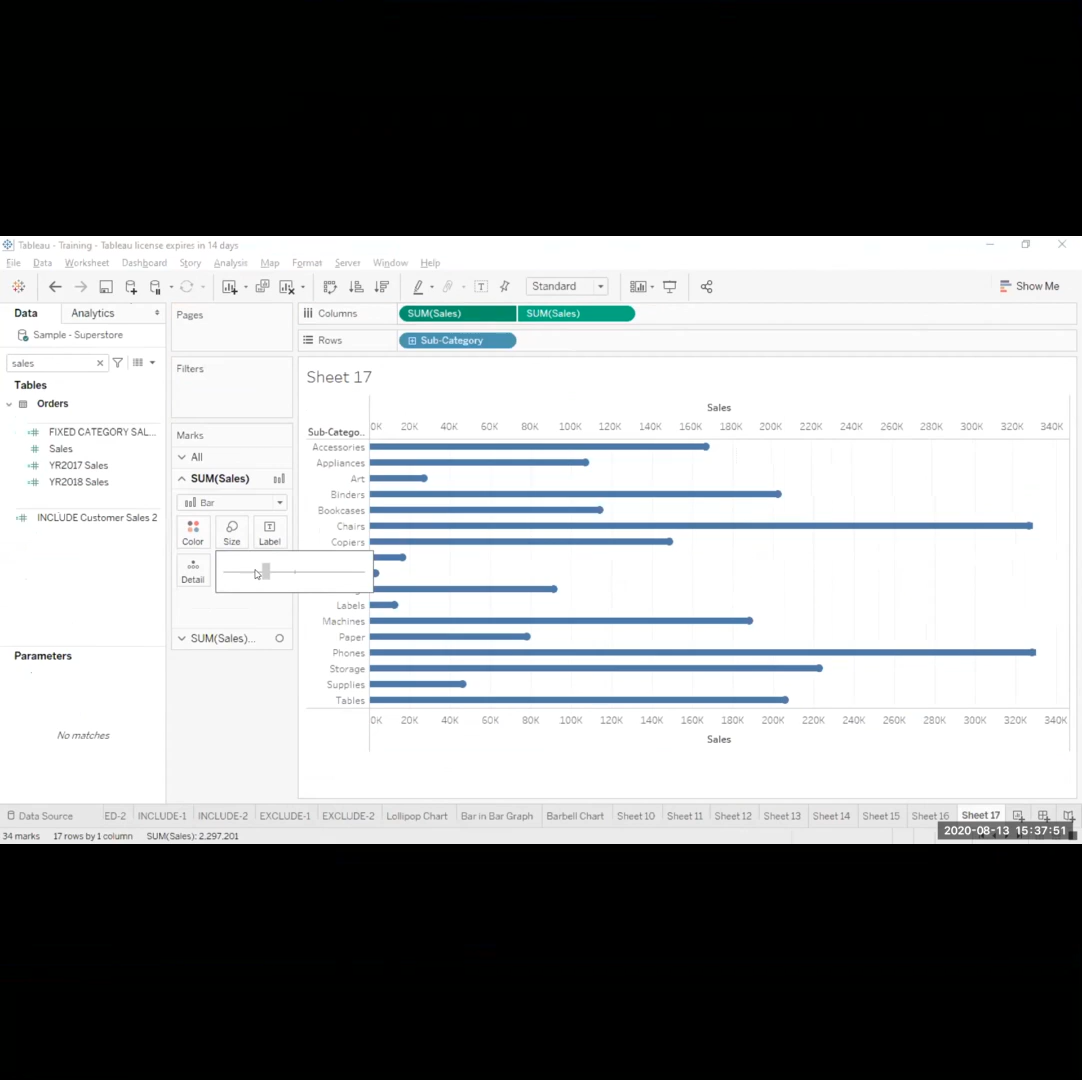 Tableau - Training - Tableau license expires in 14 days
File Data Worksheet Dashboard Story Analysis Map Format Server Window Help
Standard
Show Me
Data Analytics
Pages
Columns SUM(Sales) SUM(Sales)
Sample - Superstore
Rows Sub-Category
sales
Filters
Tables
Sheet 17
Orders
Sales
0K 20K 40K 60K 80K 100K 120K 140K 160K 180K 200K 220K 240K 260K 280K 300K 320K 340K
Sub-Catego..
FIXED CATEGORY SAL...
Sales
YR2017 Sales
YR2018 Sales
INCLUDE Customer Sales 2
Marks
All
SUM(Sales)
Bar
Color Size Label
Detail
SUM(Sales)...
Accessories
Appliances
Art
Binders
Bookcases
Chairs
Copiers
Labels
Machines
Paper
Phones
Storage
Supplies
Tables
0K 20K 40K 60K 80K 100K 120K 140K 160K 180K 200K 220K 240K 260K 280K 300K 320K 340K
Sales
Parameters
No matches
Data Source ED-2 INCLUDE-1 INCLUDE-2 EXCLUDE-1 EXCLUDE-2 Lollipop Chart Bar in Bar Graph Barbell Chart Sheet 10 Sheet 11 Sheet 12 Sheet 13 Sheet 14 Sheet 15 Sheet 16 Sheet 17
34 marks 17 rows by 1 column SUM(Sales): 2,297,201
2020-08-13 15:37:51